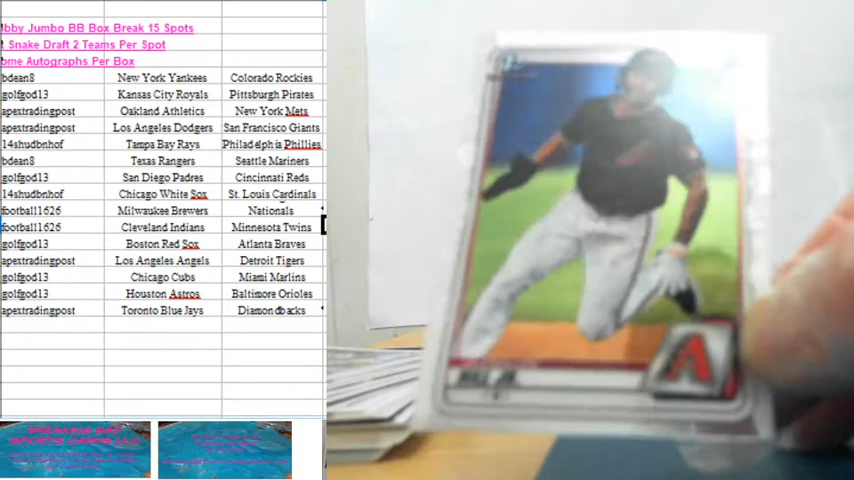 bby Jumbo BB Box Break 15 Spots
t Snake Draft 2 Teams Per Spot
ome Autographs Per Box
bdean8 New York Yankees Colorado Rockies
golfgod13 Kansas City Royals Pittsburgh Pirates
apextradingpost Oakland Athletics New York Mets
apextradingpost Los Angeles Dodgers San Francisco Giants
14shudbnhof Tampa Bay Rays Philadelphia Phillies
bdean8 Texas Rangers Seattle Mariners
golfgod13 San Diego Padres Cincinnati Reds
14shudbnhof Chicago White Sox St. Louis Cardinals
football1626 Milwaukee Brewers Nationals
football1626 Cleveland Indians Minnesota Twins
golfgod13 Boston Red Sox Atlanta Braves
apextradingpost Los Angeles Angels Detroit Tigers
golfgod13 Chicago Cubs Miami Marlins
golfgod13 Houston Astros Baltimore Orioles
apextradingpost Toronto Blue Jays Diamondbacks
SPORTS CARDS LLC
A